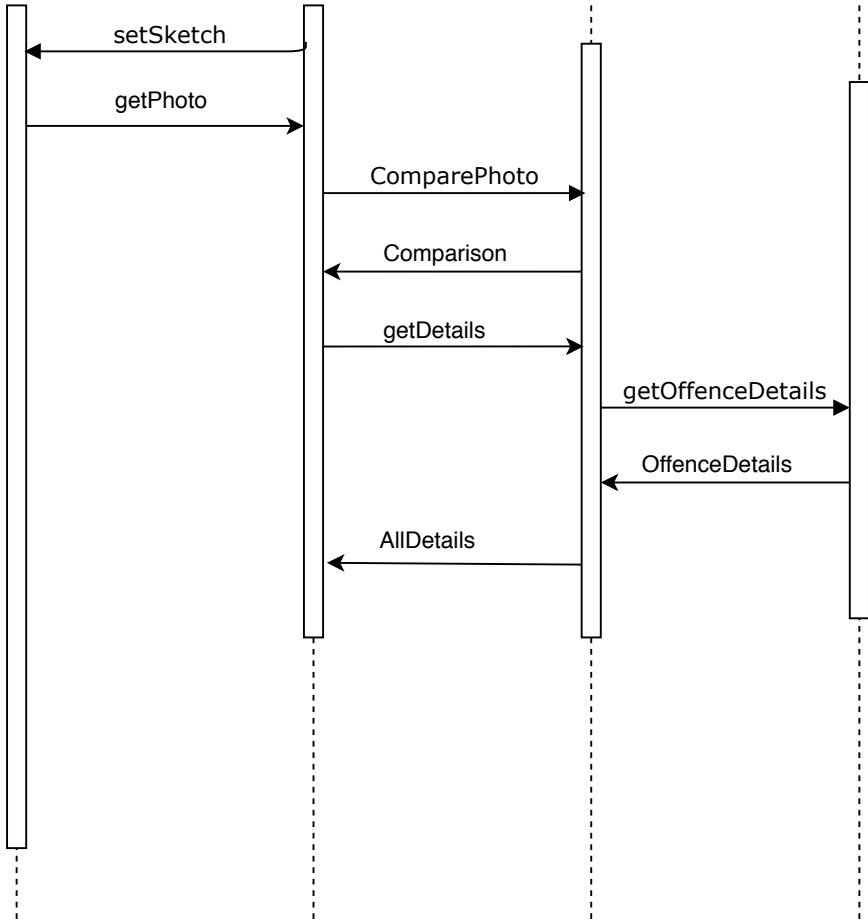 setSketch
getPhoto
ComparePhoto
Comparison
getDetails
getOffenceDetails
OffenceDetails
AllDetails